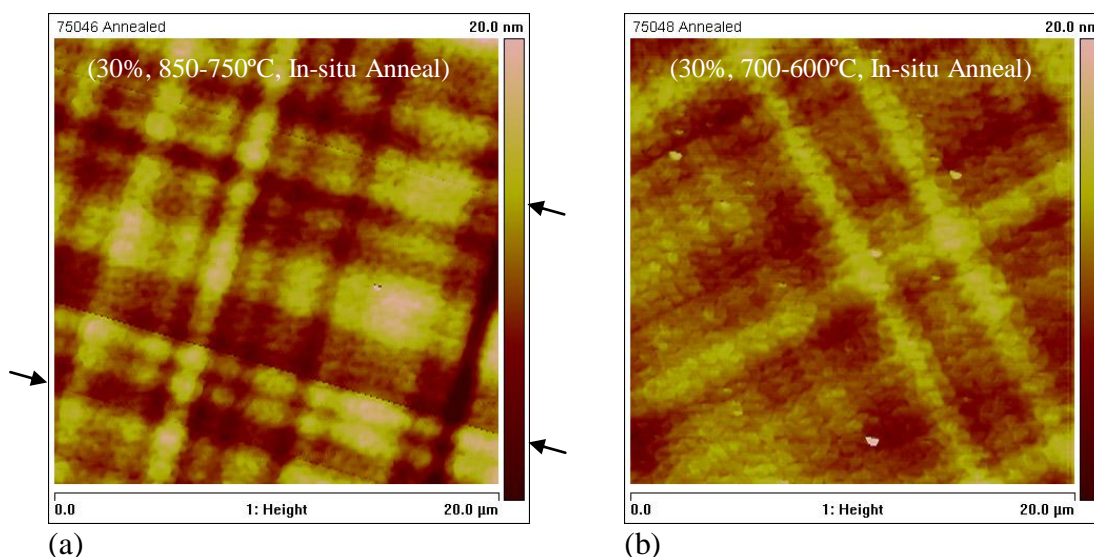 75046 Annealed 20.0 nm
(30%, 850-750ºC, In-situ Anneal)
0.0 1: Height 20.0 µm
(a)
75048 Annealed 20.0 nm
(30%, 700-600ºC, In-situ Anneal)
0.0 1: Height 20.0 µm
(b)